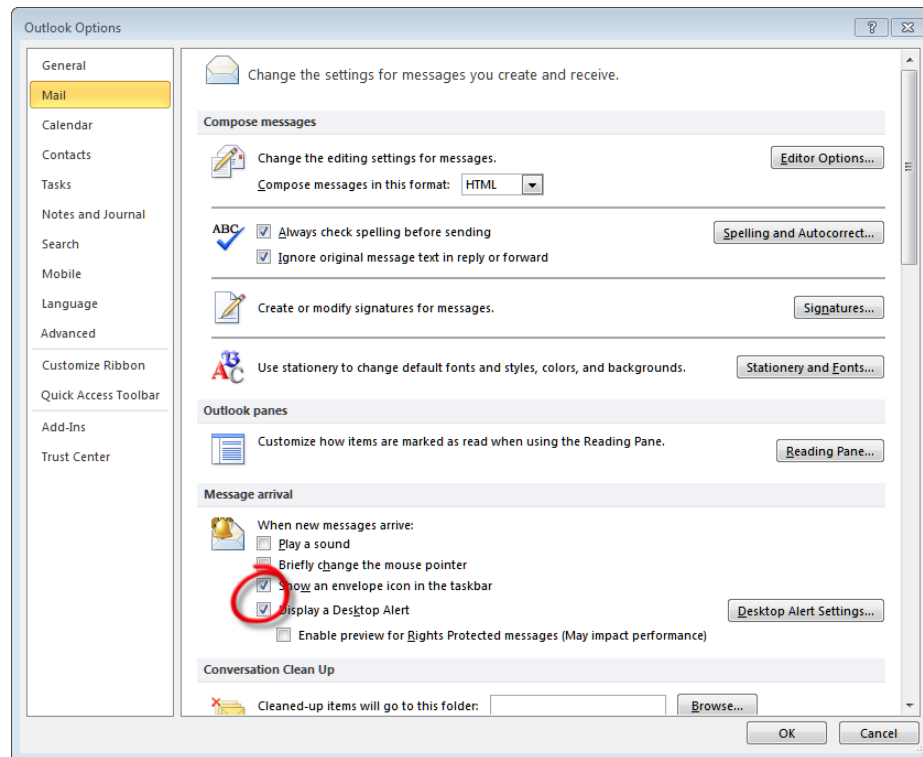 Outlook Options
General
Mail
Calendar
Contacts
Tasks
Notes and Journal
Search
Mobile
Language
Advanced
Customize Ribbon
Quick Access Toolbar
Add-Ins
Trust Center
Change the settings for messages you create and receive.
Compose messages
Change the editing settings for messages.
Editor Options...
Compose messages in this format: HTML
ABC
Always check spelling before sending
Spelling and Autocorrect...
Ignore original message text in reply or forward
Create or modify signatures for messages.
Signatures...
Use stationery to change default fonts and styles, colors, and backgrounds.
Stationery and Fonts...
Outlook panes
Customize how items are marked as read when using the Reading Pane.
Reading Pane...
Message arrival
When new messages arrive:
Play a sound
Briefly change the mouse pointer
Show an envelope icon in the taskbar
Display a Desktop Alert
Desktop Alert Settings...
Enable preview for Rights Protected messages (May impact performance)
Conversation Clean Up
Cleaned-up items will go to this folder:
Browse...
OK
Cancel